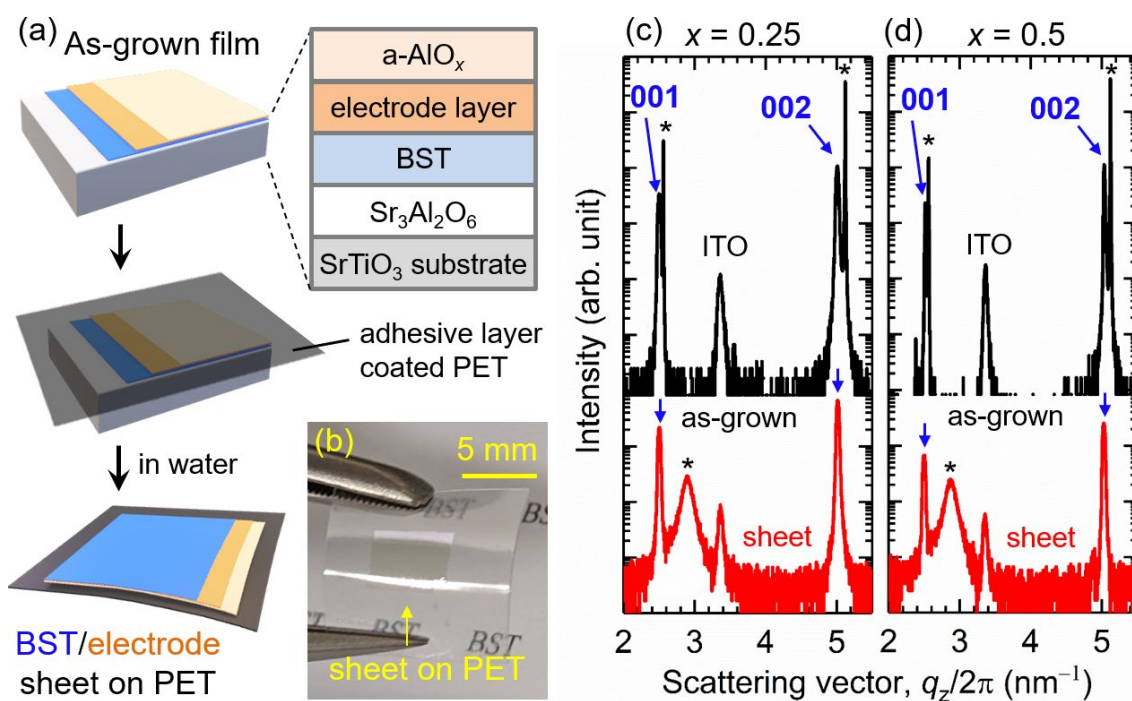 (a)
As-grown film
a-AlOₓ
electrode layer
BST
Sr₃Al₂O₆
SrTiO₃ substrate
adhesive layer
coated PET
in water
BST/electrode
sheet on PET
(b)
5 mm
BST
BST
BST
BST
BST
sheet on PET
(c) x = 0.25
(d) x = 0.5
001
*
002
*
ITO
as-grown
*
sheet
001
*
002
*
ITO
as-grown
*
sheet
Intensity (arb. unit)
2 3 4 5
2 3 4 5
Scattering vector, q_z/2π (nm⁻¹)